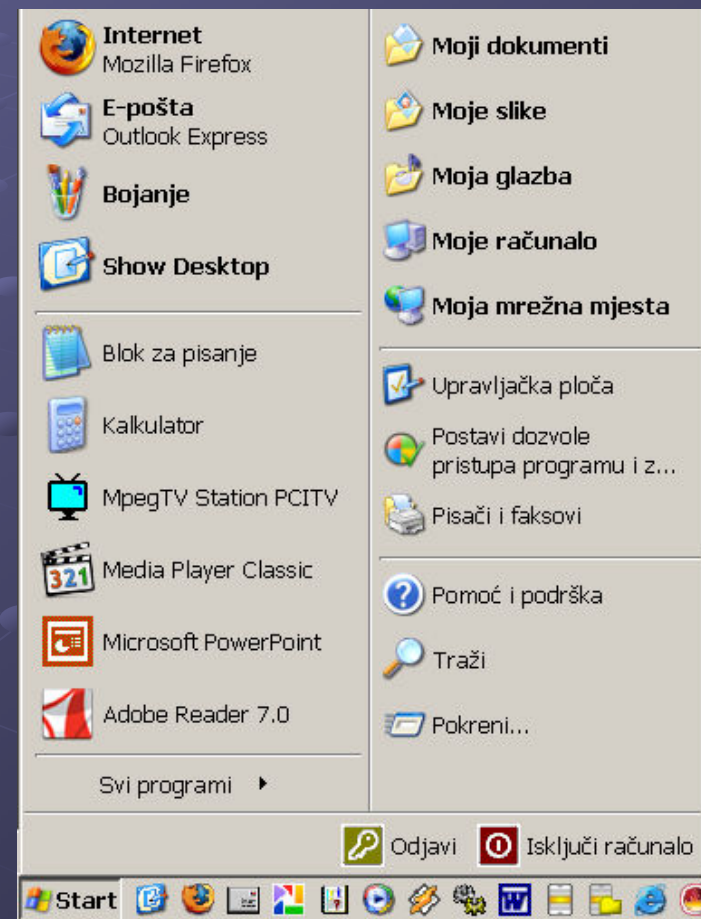 Internet
Mozilla Firefox
E-pošta
Outlook Express
Bojanje
Show Desktop
Blok za pisanje
Kalkulator
MpegTV Station PCITV
321
Media Player Classic
Microsoft PowerPoint
Adobe Reader 7.0
Svi programi
Moji dokumenti
Moje slike
Moja glazba
Moje računalo
Moja mrežna mjesta
Upravljačka ploča
Postavi dozvole
pristupa programu i z...
Pisači i faksovi
Pomoć i podrška
Traži
Pokreni...
Odjavi
Isključi računalo
Start